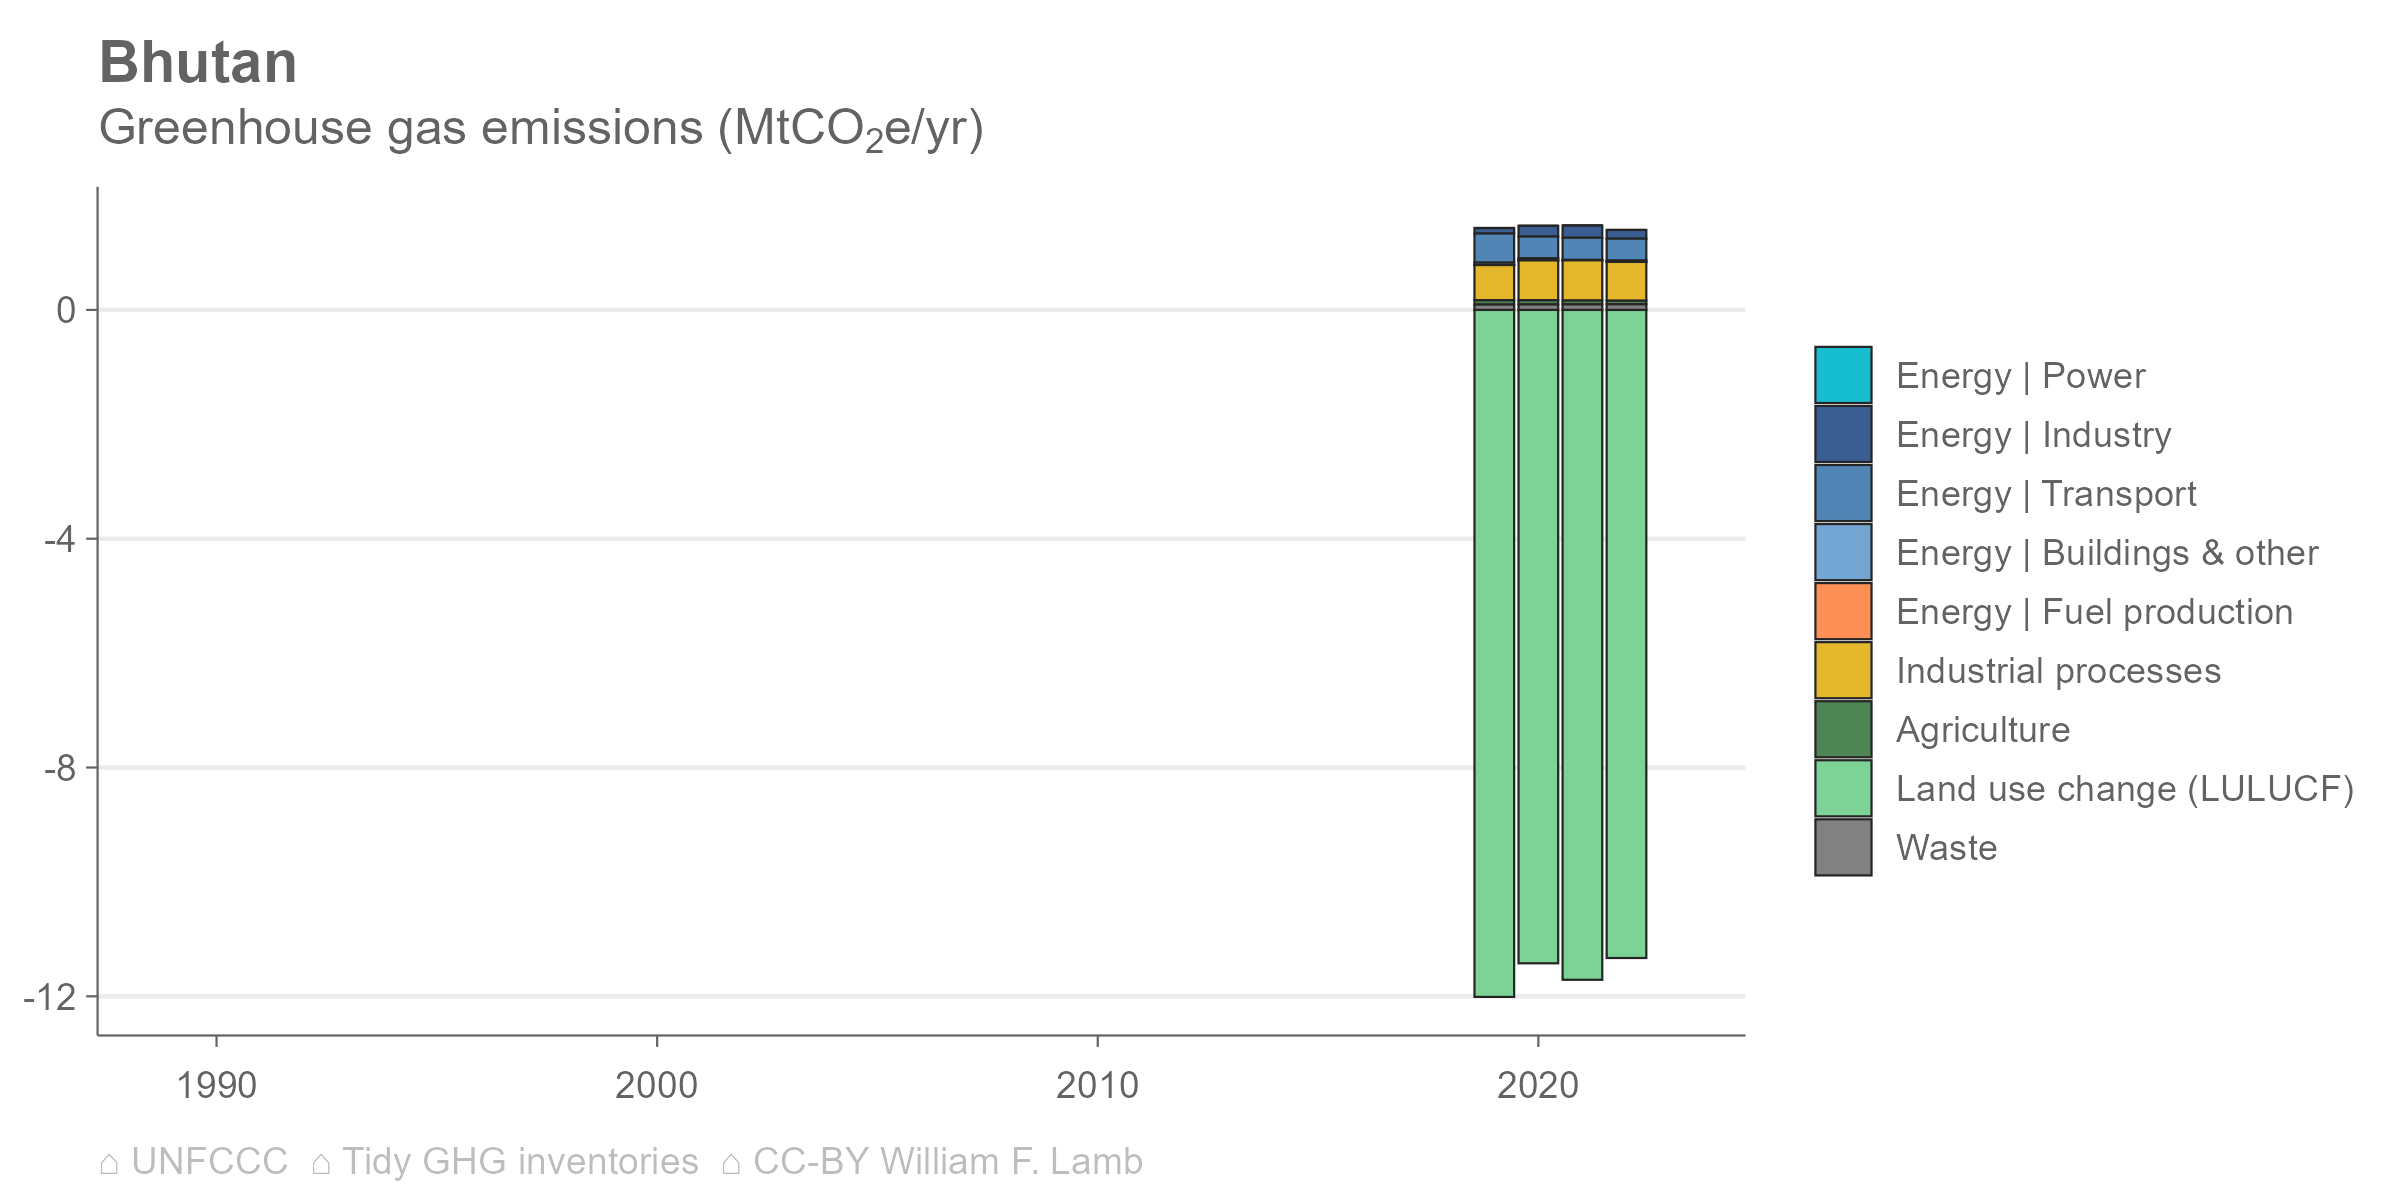 Bhutan
Greenhouse gas emissions (MtCO₂e/yr)
0
-4
-8
-12
1990
2000
2010
2020
Energy | Power
Energy | Industry
Energy | Transport
Energy | Buildings & other
Energy | Fuel production
Industrial processes
Agriculture
Land use change (LULUCF)
Waste
⌂ UNFCCC ⌂ Tidy GHG inventories ⌂ CC-BY William F. Lamb